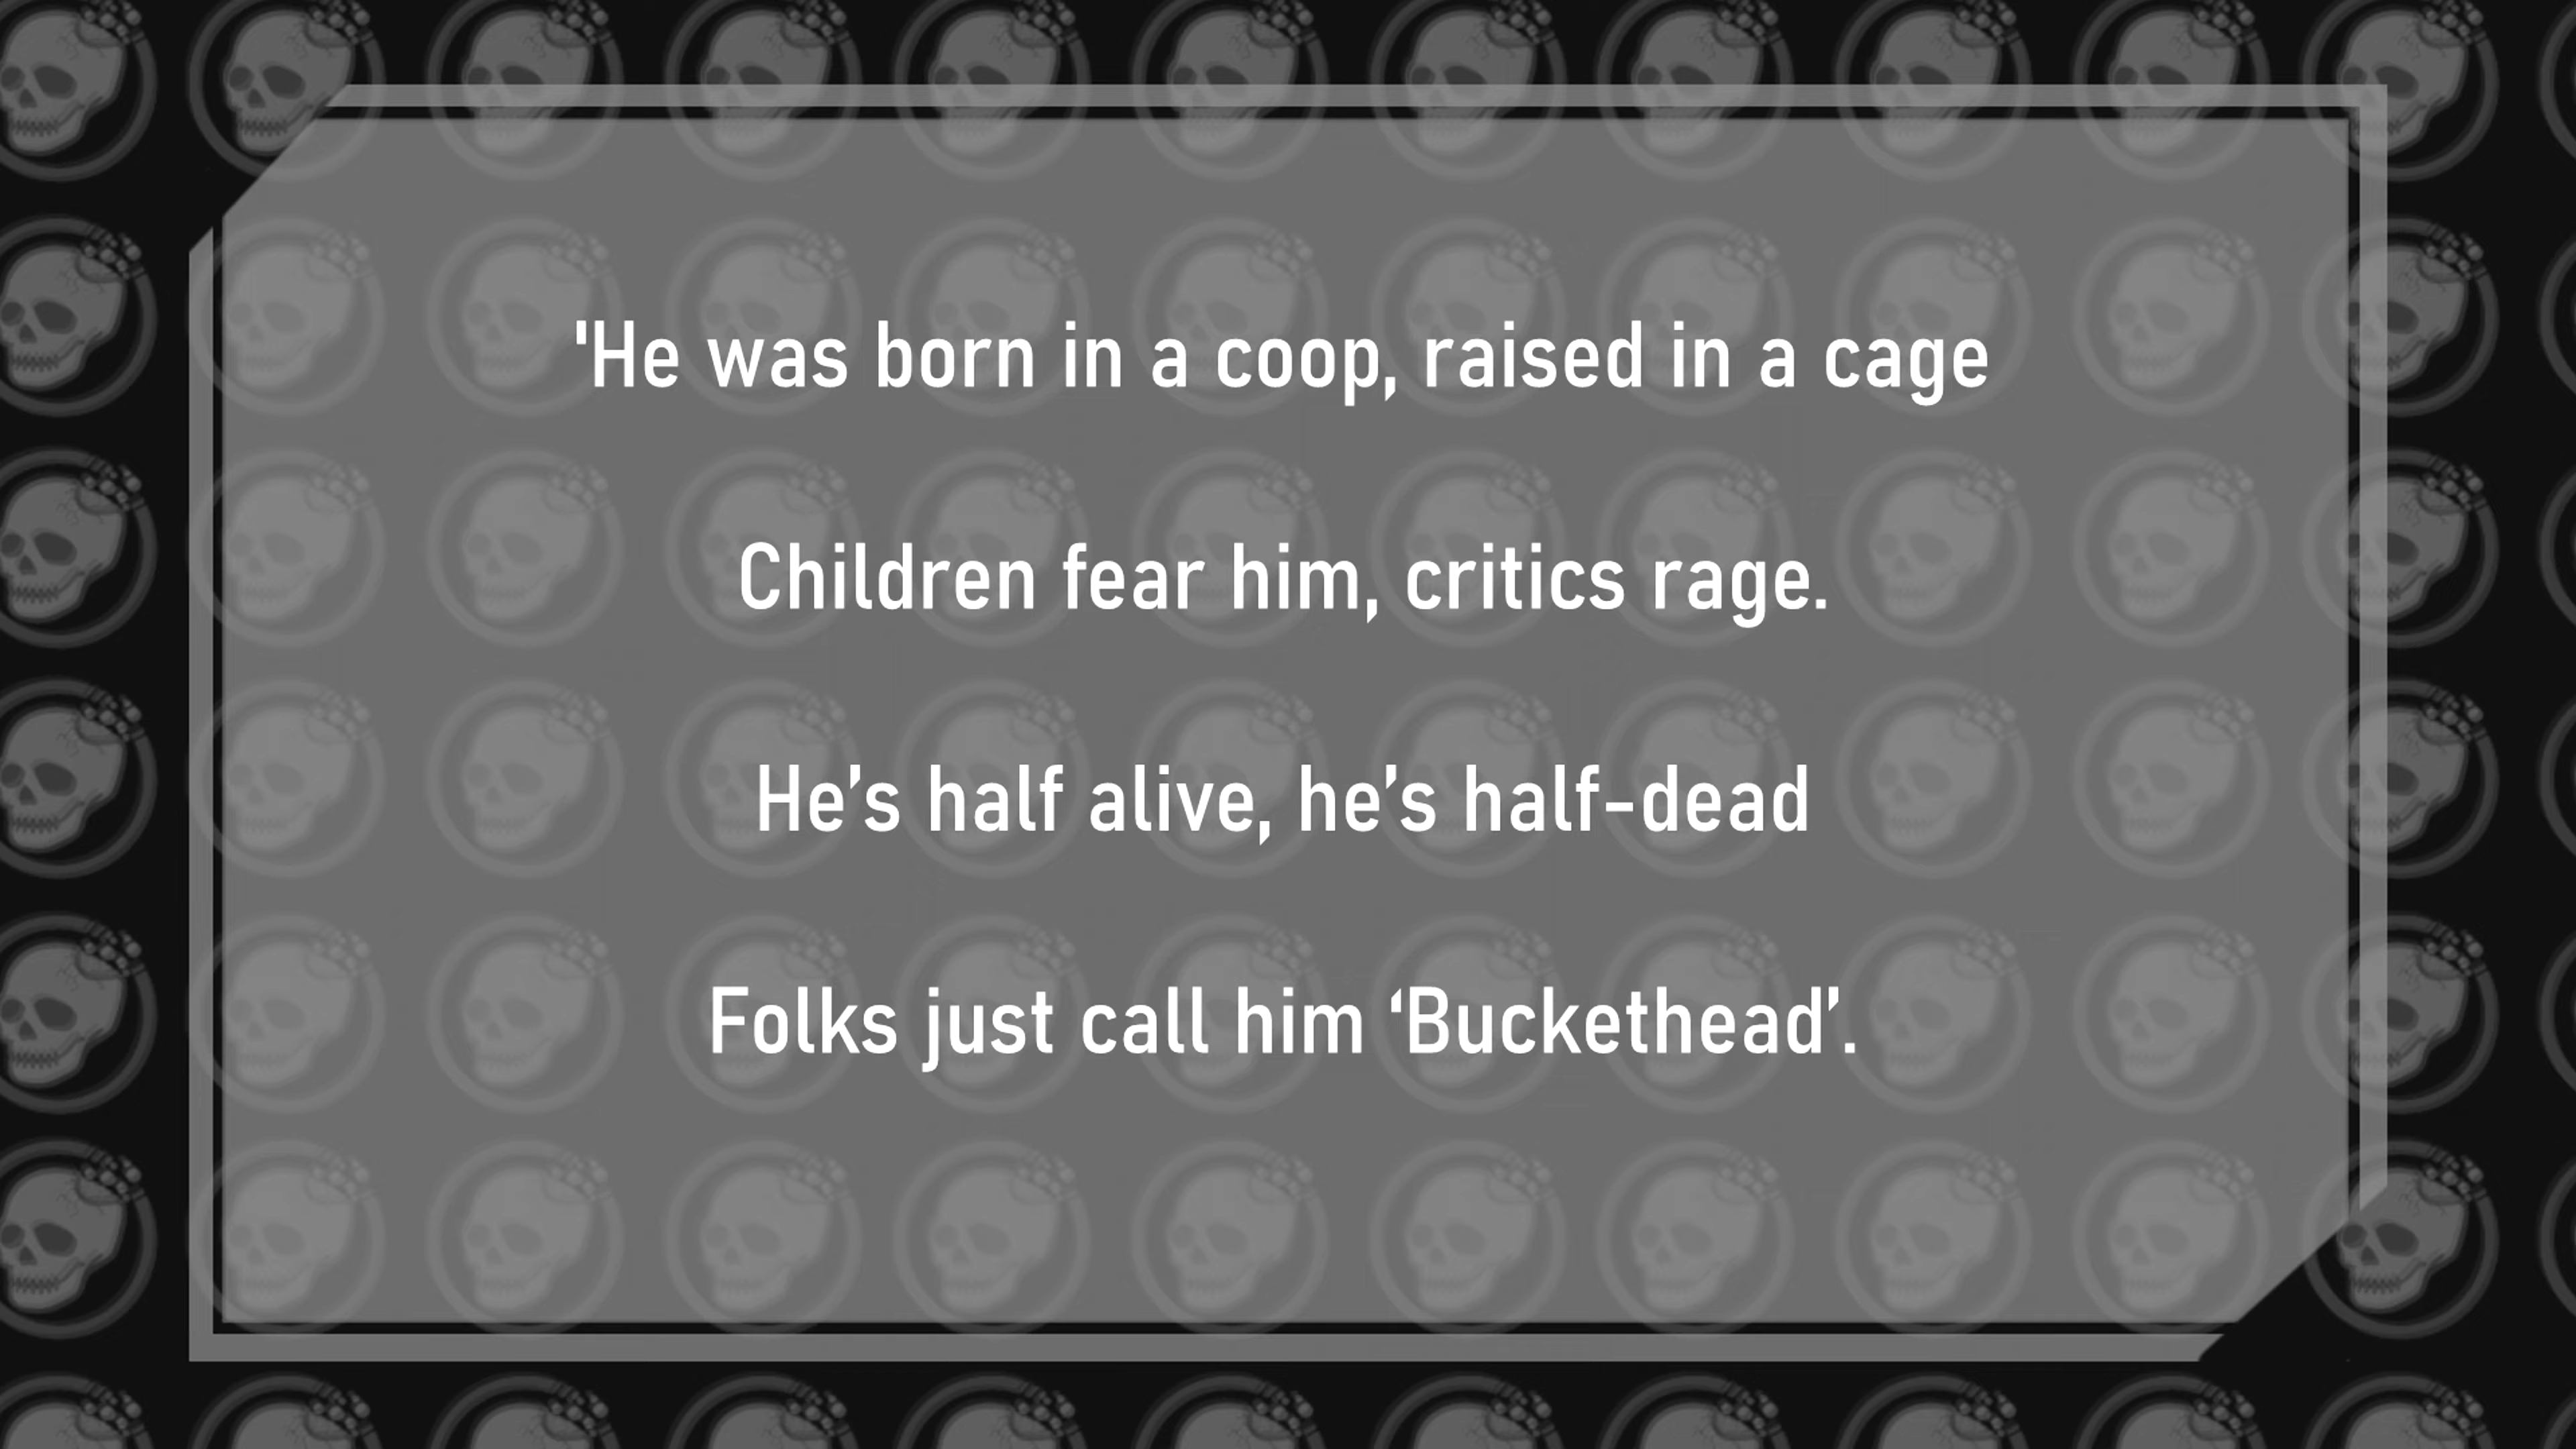 'He was born in a coop, raised in a cage
Children fear him, critics rage.
He’s half alive, he’s half-dead
Folks just call him ‘Buckethead’.